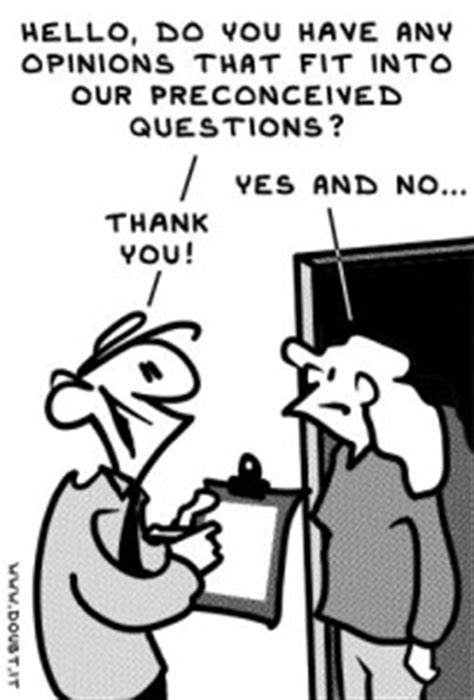 HELLO, DO YOU HAVE ANY
OPINIONS THAT FIT INTO
OUR PRECONCEIVED
QUESTIONS?
YES AND NO...
THANK
YOU!
WWW.DOUBT.IT